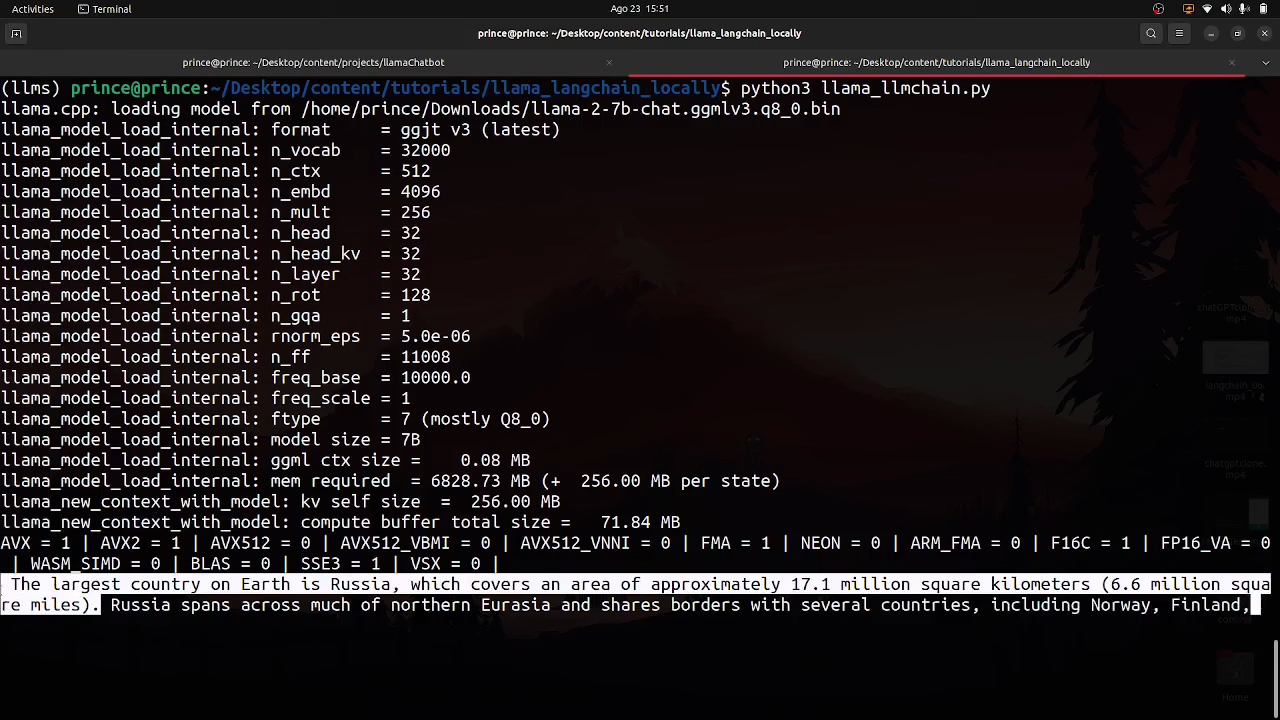 Activities
Terminal
Ago 23 15:51
prince@prince: ~/Desktop/content/tutorials/llama_langchain_locally
prince@prince: ~/Desktop/content/projects/llamaChatbot
prince@prince: ~/Desktop/content/tutorials/llama_langchain_locally
(llms) prince@prince:~/Desktop/content/tutorials/llama_langchain_locally$ python3 llama_llmchain.py
llama.cpp: loading model from /home/prince/Downloads/llama-2-7b-chat.ggmlv3.q8_0.bin
llama_model_load_internal: format     = ggjt v3 (latest)
llama_model_load_internal: n_vocab    = 32000
llama_model_load_internal: n_ctx      = 512
llama_model_load_internal: n_embd     = 4096
llama_model_load_internal: n_mult     = 256
llama_model_load_internal: n_head     = 32
llama_model_load_internal: n_head_kv  = 32
llama_model_load_internal: n_layer    = 32
llama_model_load_internal: n_rot      = 128
llama_model_load_internal: n_gqa      = 1
llama_model_load_internal: rnorm_eps  = 5.0e-06
llama_model_load_internal: n_ff       = 11008
llama_model_load_internal: freq_base  = 10000.0
llama_model_load_internal: freq_scale = 1
llama_model_load_internal: ftype      = 7 (mostly Q8_0)
llama_model_load_internal: model size = 7B
llama_model_load_internal: ggml ctx size =    0.08 MB
llama_model_load_internal: mem required  = 6828.73 MB (+  256.00 MB per state)
llama_new_context_with_model: kv self size  =  256.00 MB
llama_new_context_with_model: compute buffer total size =   71.84 MB
AVX = 1 | AVX2 = 1 | AVX512 = 0 | AVX512_VBMI = 0 | AVX512_VNNI = 0 | FMA = 1 | NEON = 0 | ARM_FMA = 0 | F16C = 1 | FP16_VA = 0
 | WASM_SIMD = 0 | BLAS = 0 | SSE3 = 1 | VSX = 0 |
 The largest country on Earth is Russia, which covers an area of approximately 17.1 million square kilometers (6.6 million squa
re miles). Russia spans across much of northern Eurasia and shares borders with several countries, including Norway, Finland,
Home